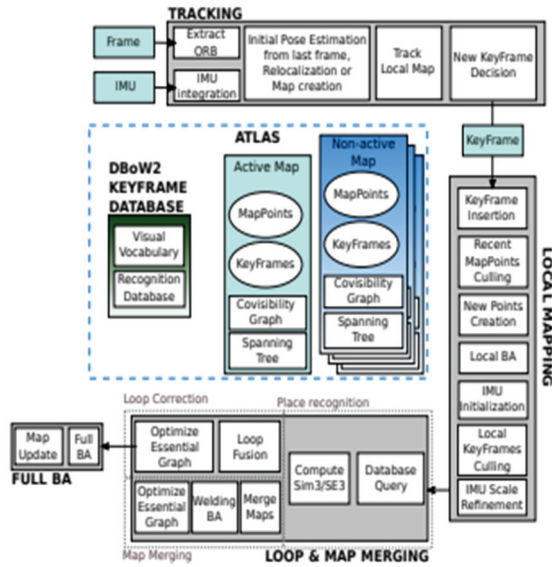 TRACKING
Frame
IMU
Extract
ORB
IMU
integration
Initial Pose Estimation
from last frame,
Relocalization or
Map creation
Track
Local Map
New KeyFrame
Decision
KeyFrame
ATLAS
DBoW2
KEYFRAME
DATABASE
Visual
Vocabulary
Recognition
Database
Active Map
MapPoints
KeyFrames
Covisibility
Graph
Spanning
Tree
Non-active
Map
MapPoints
KeyFrames
Covisibility
Graph
Spanning
Tree
LOCAL MAPPING
KeyFrame
Insertion
Recent
MapPoints
Culling
New Points
Creation
Local BA
IMU
Initialization
Local
KeyFrames
Culling
IMU Scale
Refinement
Loop Correction
Place recognition
Map
Update
Full
BA
FULL BA
Optimize
Essential
Graph
Loop
Fusion
Compute
Sim3/SE3
Database
Query
Optimize
Essential
Graph
Welding
BA
Merge
Maps
Map Merging
LOOP & MAP MERGING